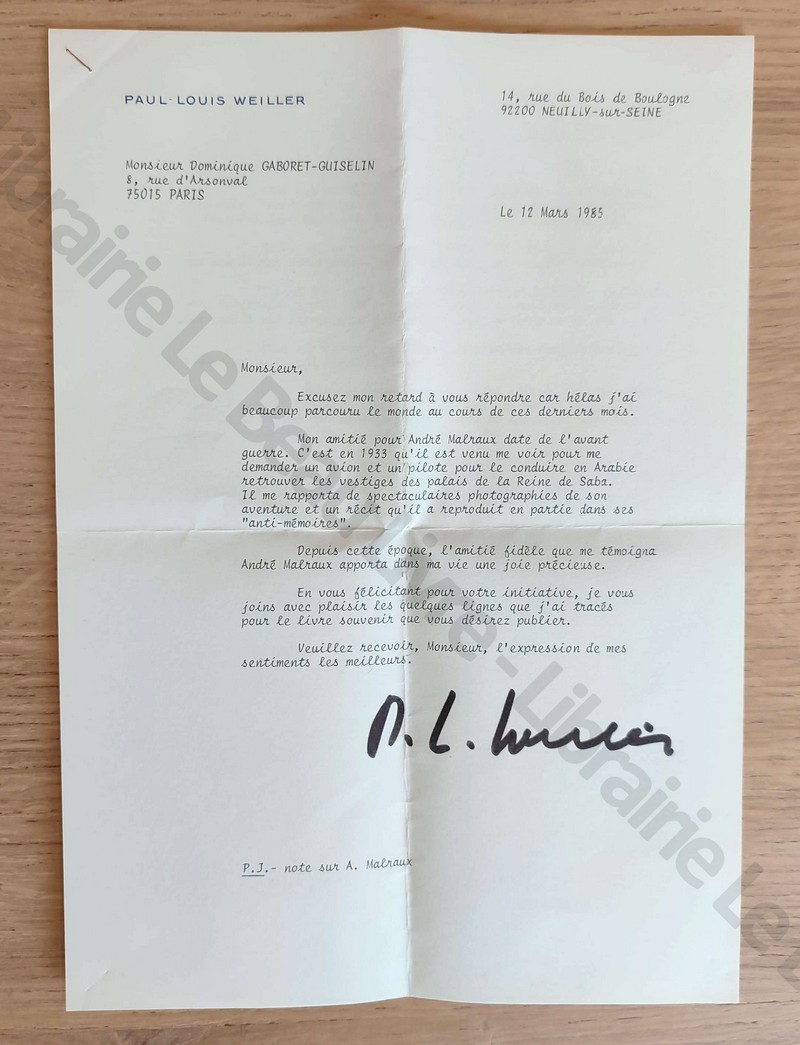 PAUL-LOUIS WEILLER
14, rue du Bois de Boulogne
92200 NEUILLY-sur-SEINE
Monsieur Dominique GABORET-GUISELIN
8, rue d'Arsonval
75015 PARIS
Le 12 Mars 1985
Monsieur,
Excusez mon retard à vous répondre car hélas j'ai
beaucoup parcouru le monde au cours de ces derniers mois.
Mon amitié pour André Malraux date de l'avant
guerre. C'est en 1933 qu'il est venu me voir pour me
demander un avion et un pilote pour le conduire en Arabie
retrouver les vestiges des palais de la Reine de Saba.
Il me rapporta de spectaculaires photographies de son
aventure et un récit qu'il a reproduit en partie dans ses
"anti-mémoires".
Depuis cette époque, l'amitié fidèle que me témoigna
André Malraux apporta dans ma vie une joie précieuse.
En vous félicitant pour votre initiative, je vous
joins avec plaisir les quelques lignes que j'ai tracés
pour le livre souvenir que vous désirez publier.
Veuillez recevoir, Monsieur, l'expression de mes
sentiments les meilleurs.
P. L. Weiller
P.J.- note sur A. Malraux
Librairie Le Beau Livre - Librairie Le Be